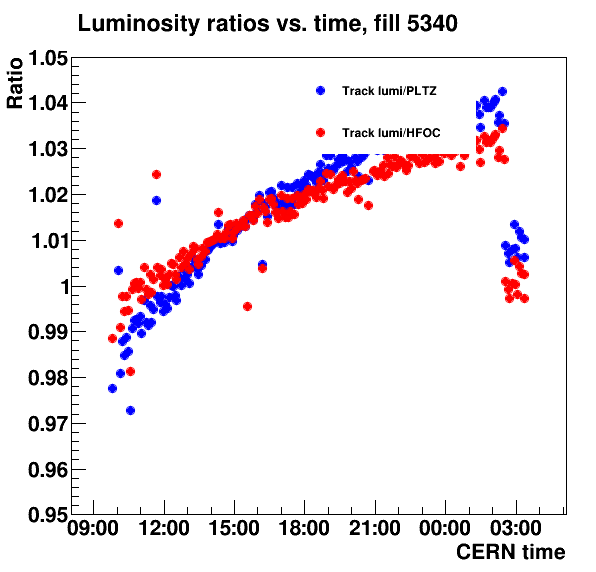 Luminosity ratios vs. time, fill 5340
Ratio
1.05
1.04
1.03
1.02
1.01
1
0.99
0.98
0.97
0.96
0.95
Track lumi/PLTZ
Track lumi/HFOC
09:00 12:00 15:00 18:00 21:00 00:00 03:00
CERN time